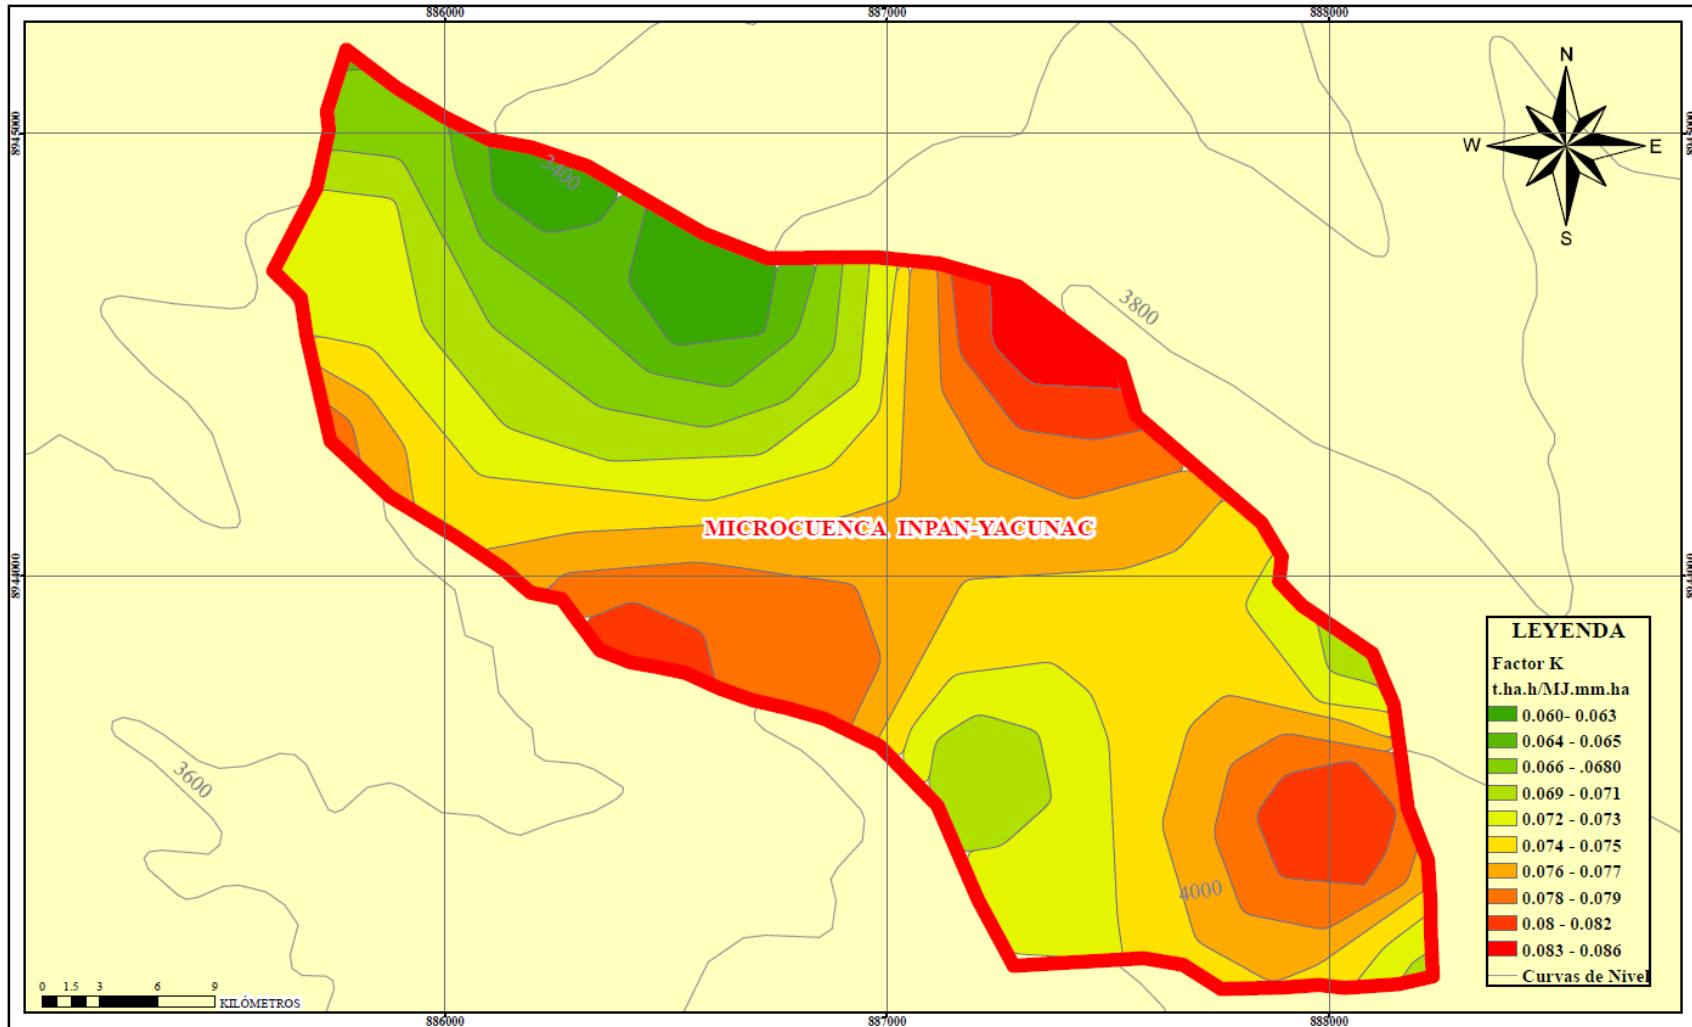 886000
887000
888000
N
8945000
8945000
W
E
3400
S
3800
MICROCUENCA INPAN-YACUNAC
8944000
8944000
LEYENDA
Factor K
t.ha.h/MJ.mm.ha
0.060- 0.063
0.064 - 0.065
0.066 - .0680
0.069 - 0.071
0.072 - 0.073
0.074 - 0.075
0.076 - 0.077
0.078 - 0.079
0.08 - 0.082
0.083 - 0.086
Curvas de Nivel
3600
4000
0 1.5 3 6 9
KILÓMETROS
886000
887000
888000